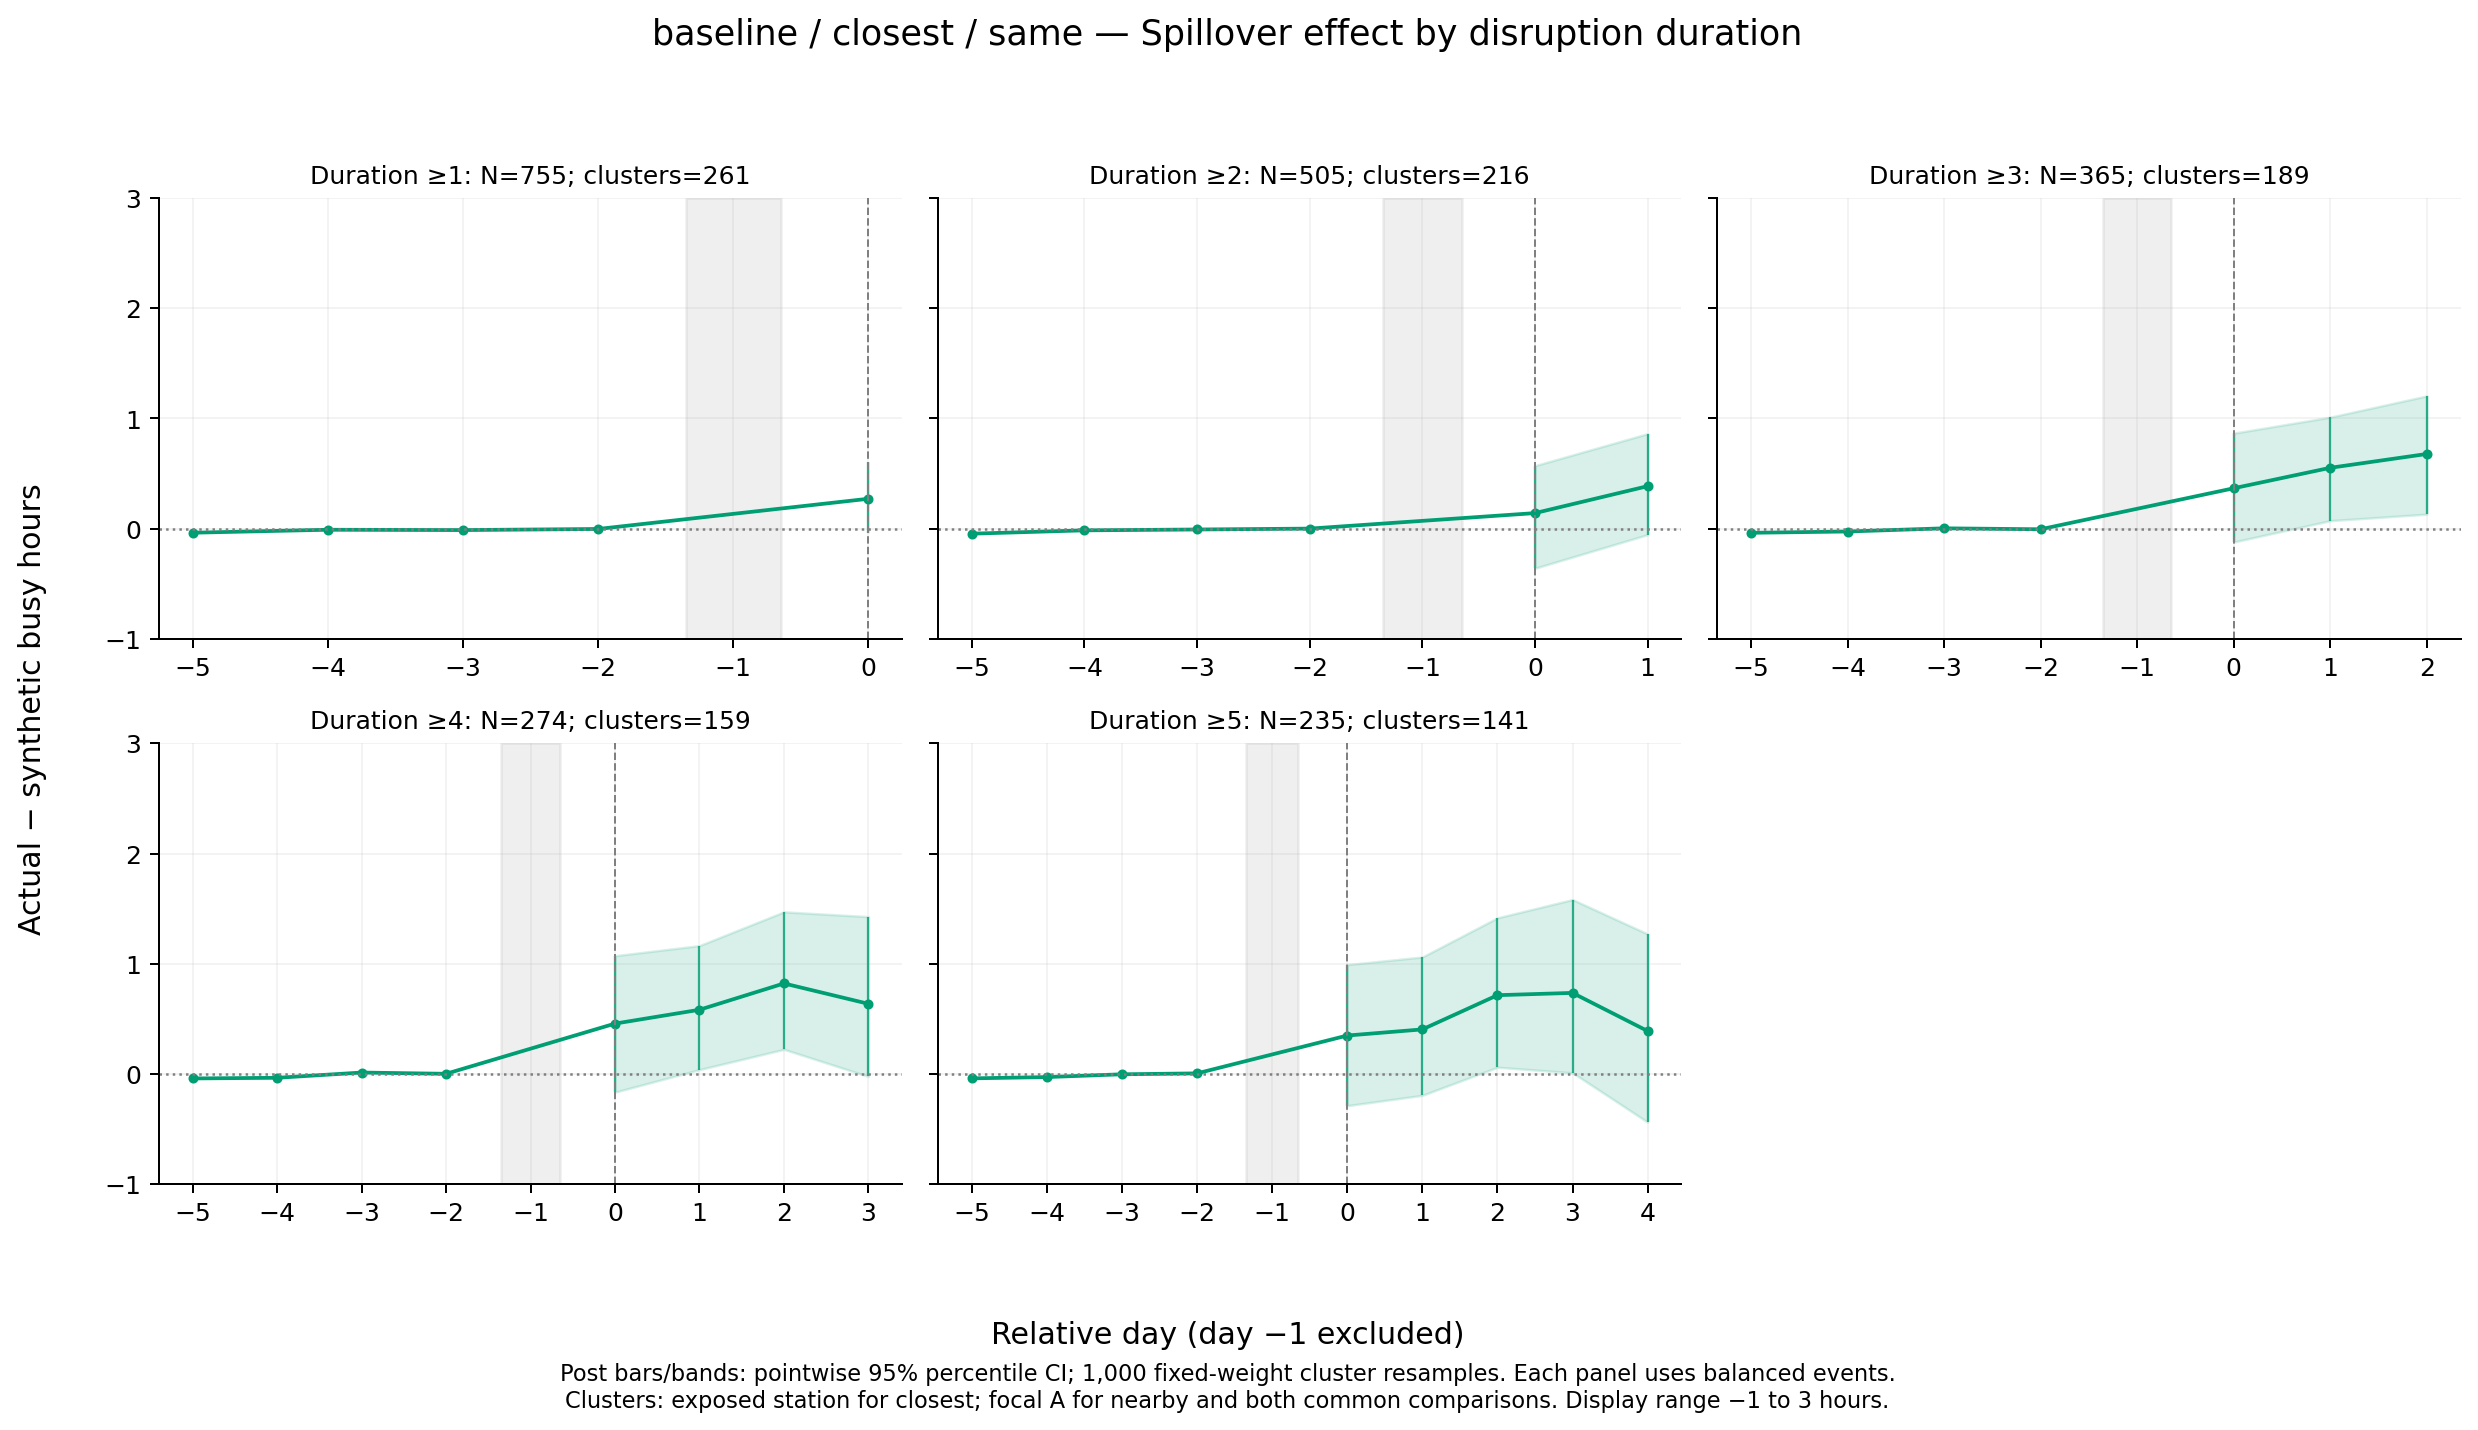 baseline / closest / same — Spillover effect by disruption duration
Duration ≥1: N=755; clusters=261
Duration ≥2: N=505; clusters=216
Duration ≥3: N=365; clusters=189
3
2
1
0
−1
−5 −4 −3 −2 −1 0
−5 −4 −3 −2 −1 0 1
−5 −4 −3 −2 −1 0 1 2
Actual − synthetic busy hours
Duration ≥4: N=274; clusters=159
Duration ≥5: N=235; clusters=141
3
2
1
0
−1
−5 −4 −3 −2 −1 0 1 2 3
−5 −4 −3 −2 −1 0 1 2 3 4
Relative day (day −1 excluded)
Post bars/bands: pointwise 95% percentile CI; 1,000 fixed-weight cluster resamples. Each panel uses balanced events.
Clusters: exposed station for closest; focal A for nearby and both common comparisons. Display range −1 to 3 hours.